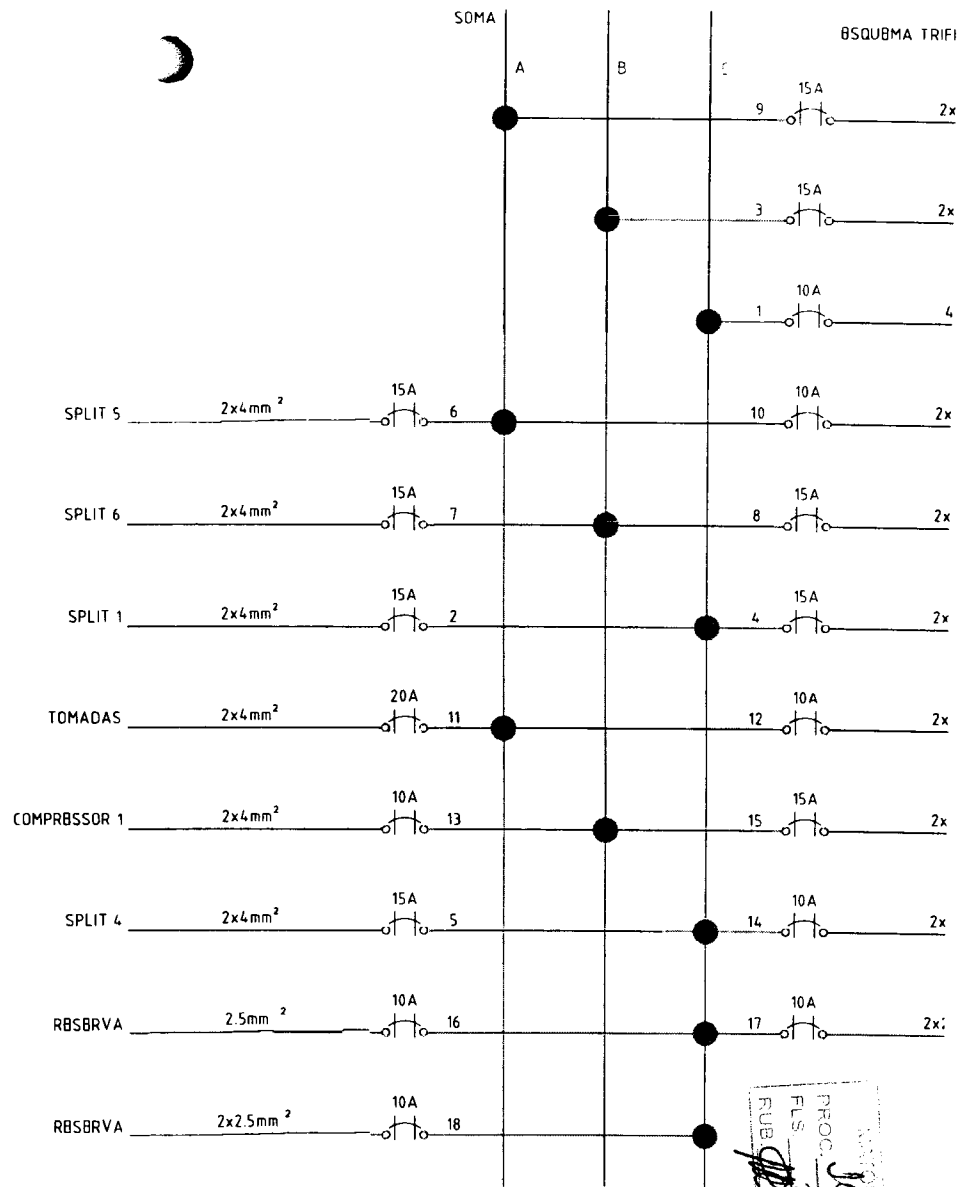 SOMA
BSQUBMA TRIFI
A B C
9 15A 2x
3 15A 2x
1 10A 4
SPLIT 5 2x4mm² 15A 6 10 10A 2x
SPLIT 6 2x4mm² 15A 7 8 15A 2x
SPLIT 1 2x4mm² 15A 2 4 15A 2x
TOMADAS 2x4mm² 20A 11 12 10A 2x
COMPRBSSOR 1 2x4mm² 10A 13 15 15A 2x
SPLIT 4 2x4mm² 15A 5 14 10A 2x
RBSBRVA 2.5mm² 10A 16 17 10A 2x
RBSBRVA 2x2.5mm² 10A 18
PROC.
FLS.
RUB.